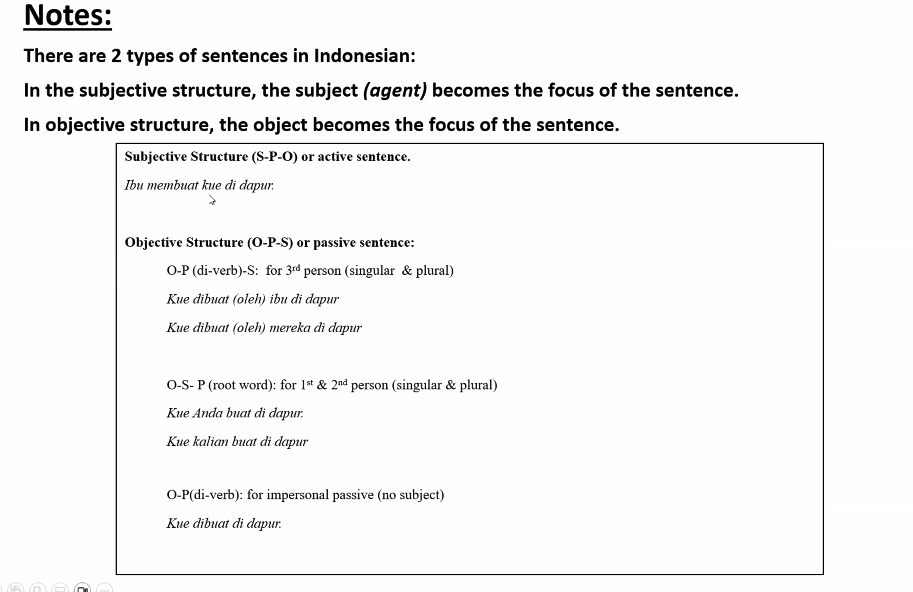 Notes:
There are 2 types of sentences in Indonesian:
In the subjective structure, the subject (agent) becomes the focus of the sentence.
In objective structure, the object becomes the focus of the sentence.
Subjective Structure (S-P-O) or active sentence.
Ibu membuat kue di dapur.
Objective Structure (O-P-S) or passive sentence:
O-P (di-verb)-S:  for 3rd person (singular  & plural)
Kue dibuat (oleh) ibu di dapur
Kue dibuat (oleh) mereka di dapur
O-S- P (root word): for 1st & 2nd person (singular & plural)
Kue Anda buat di dapur.
Kue kalian buat di dapur
O-P(di-verb): for impersonal passive (no subject)
Kue dibuat di dapur.